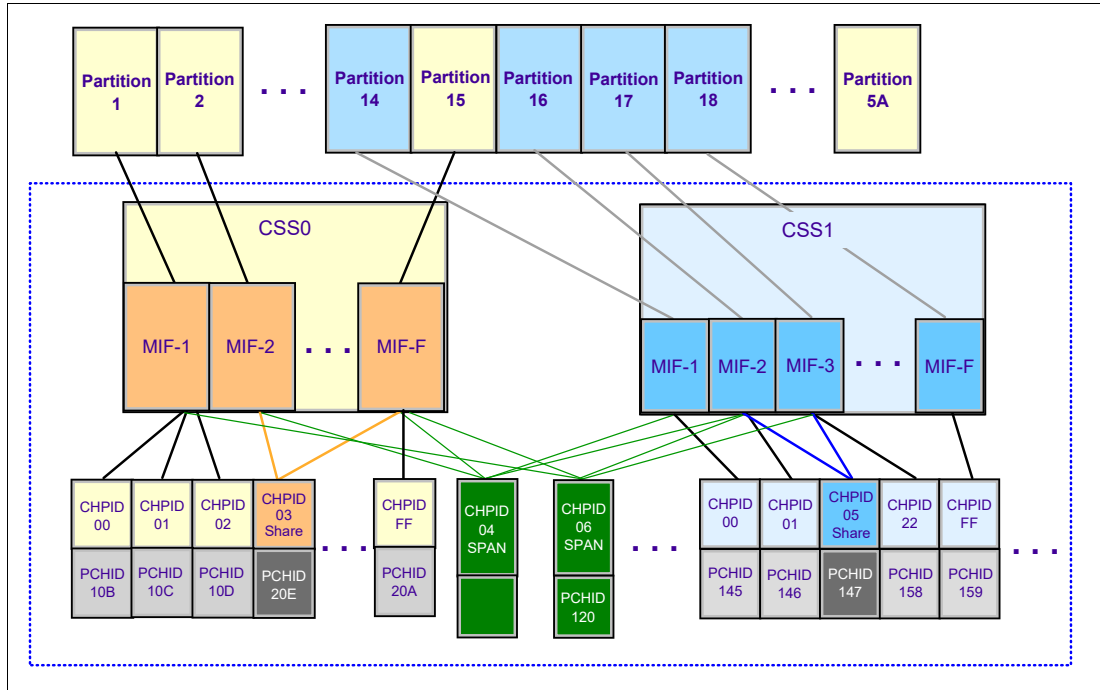 Partition 1
Partition 2
. . .
Partition 14
Partition 15
Partition 16
Partition 17
Partition 18
. . .
Partition 5A
CSS0
CSS1
MIF-1
MIF-2
. . .
MIF-F
MIF-1
MIF-2
MIF-3
. . .
MIF-F
CHPID 00
CHPID 01
CHPID 02
CHPID 03 Share
. . .
CHPID FF
CHPID 04 SPAN
CHPID 06 SPAN
. . .
CHPID 00
CHPID 01
CHPID 05 Share
CHPID 22
CHPID FF
. . .
PCHID 10B
PCHID 10C
PCHID 10D
PCHID 20E
PCHID 20A
PCHID 120
PCHID 145
PCHID 146
PCHID 147
PCHID 158
PCHID 159